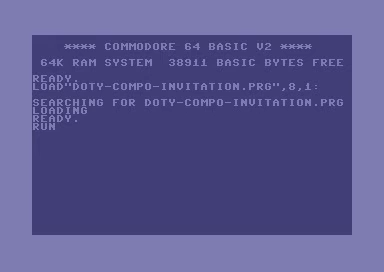 **** COMMODORE 64 BASIC V2 ****
64K RAM SYSTEM  38911 BASIC BYTES FREE
READY.
LOAD"DOTY-COMPO-INVITATION.PRG",8,1:
SEARCHING FOR DOTY-COMPO-INVITATION.PRG
LOADING
READY.
RUN